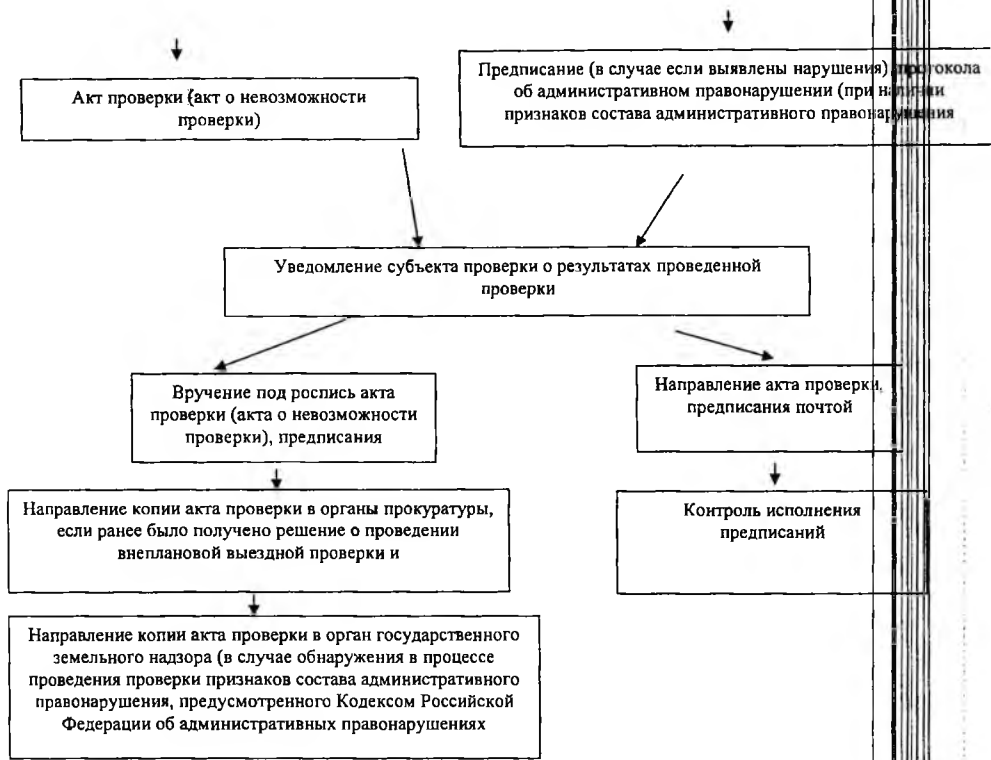 Акт проверки (акт о невозможности
проверки)
Предписание (в случае если выявлены нарушения) протокола
об административном правонарушении (при наличии
признаков состава административного правонарушения
Уведомление субъекта проверки о результатах проведенной
проверки
Вручение под роспись акта
проверки (акта о невозможности
проверки), предписания
Направление акта проверки,
предписания почтой
Направление копии акта проверки в органы прокуратуры,
если ранее было получено решение о проведении
внеплановой выездной проверки и
Контроль исполнения
предписаний
Направление копии акта проверки в орган государственного
земельного надзора (в случае обнаружения в процессе
проведения проверки признаков состава административного
правонарушения, предусмотренного Кодексом Российской
Федерации об административных правонарушениях